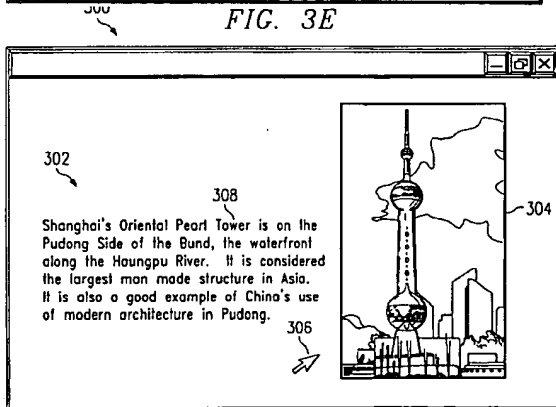 300
FIG. 3E
302
308
304
Shanghai's Oriental Pearl Tower is on the
Pudong Side of the Bund, the waterfront
along the Haungpu River. It is considered
the largest man made structure in Asia.
It is also a good example of China's use
of modern architecture in Pudong.
306